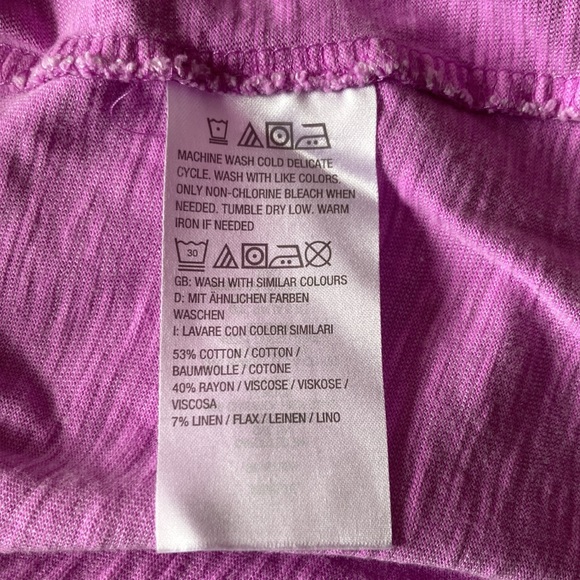 MACHINE WASH COLD DELICATE
CYCLE. WASH WITH LIKE COLORS.
ONLY NON-CHLORINE BLEACH WHEN
NEEDED. TUMBLE DRY LOW. WARM
IRON IF NEEDED
30
GB: WASH WITH SIMILAR COLOURS
D: MIT ÄHNLICHEN FARBEN
WASCHEN
I: LAVARE CON COLORI SIMILARI
53% COTTON / COTTON /
BAUMWOLLE / COTONE
40% RAYON / VISCOSE / VISKOSE /
VISCOSA
7% LINEN / FLAX / LEINEN / LINO